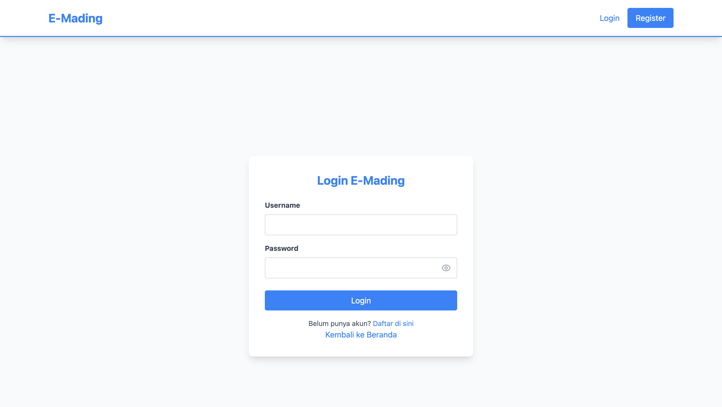 E-Mading
Login
Register
Login E-Mading
Username
Password
Login
Belum punya akun? Daftar di sini
Kembali ke Beranda